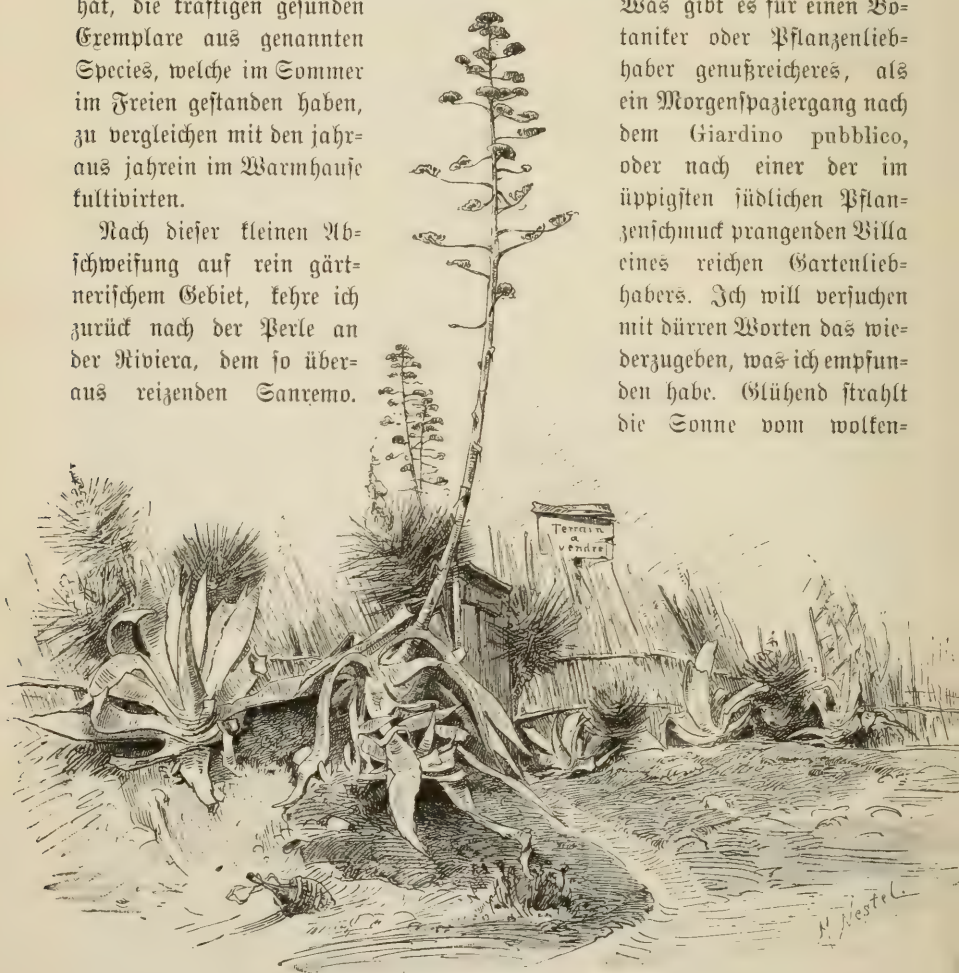 hat, die kräftigen gesunden
Exemplare aus genannten
Species, welche im Sommer
im Freien gestanden haben,
zu vergleichen mit den jahr-
aus jahrein im Warmhause
kultivirten.
Nach dieser kleinen Ab-
schweifung auf rein gärt-
nerischem Gebiet, kehre ich
zurück nach der Perle an
der Riviera, dem so über-
aus reizenden Sanremo.
Was gibt es für einen Bo-
taniker oder Pflanzenlieb-
haber genußreicheres, als
ein Morgenspaziergang nach
dem Giardino pubblico,
oder nach einer der im
üppigsten südlichen Pflan-
zenschmuck prangenden Villa
eines reichen Gartenlieb-
habers. Ich will versuchen
mit dürren Worten das wie-
derzugeben, was ich empfun-
den habe. Glühend strahlt
die Sonne vom wolken-
Terrain
a
vendre
H. Nestel.